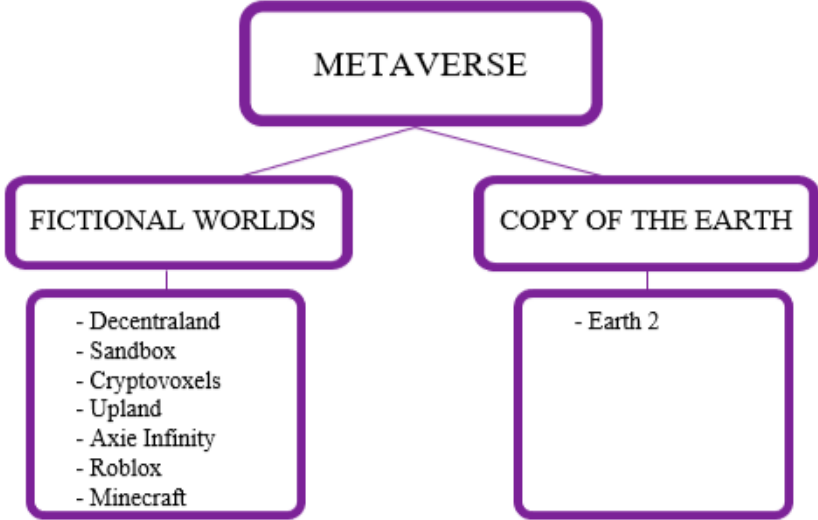 METAVERSE
FICTIONAL WORLDS
COPY OF THE EARTH
- Decentraland
- Sandbox
- Cryptovoxels
- Upland
- Axie Infinity
- Roblox
- Minecraft
- Earth 2